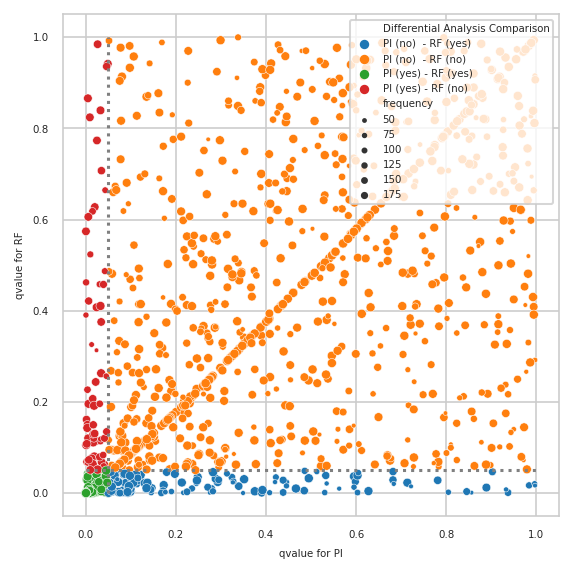 Differential Analysis Comparison
PI (no) - RF (yes)
PI (no) - RF (no)
PI (yes) - RF (yes)
PI (yes) - RF (no)
frequency
50
75
100
125
150
175
qvalue for RF
1.0
0.8
0.6
0.4
0.2
0.0
0.0 0.2 0.4 0.6 0.8 1.0
qvalue for PI